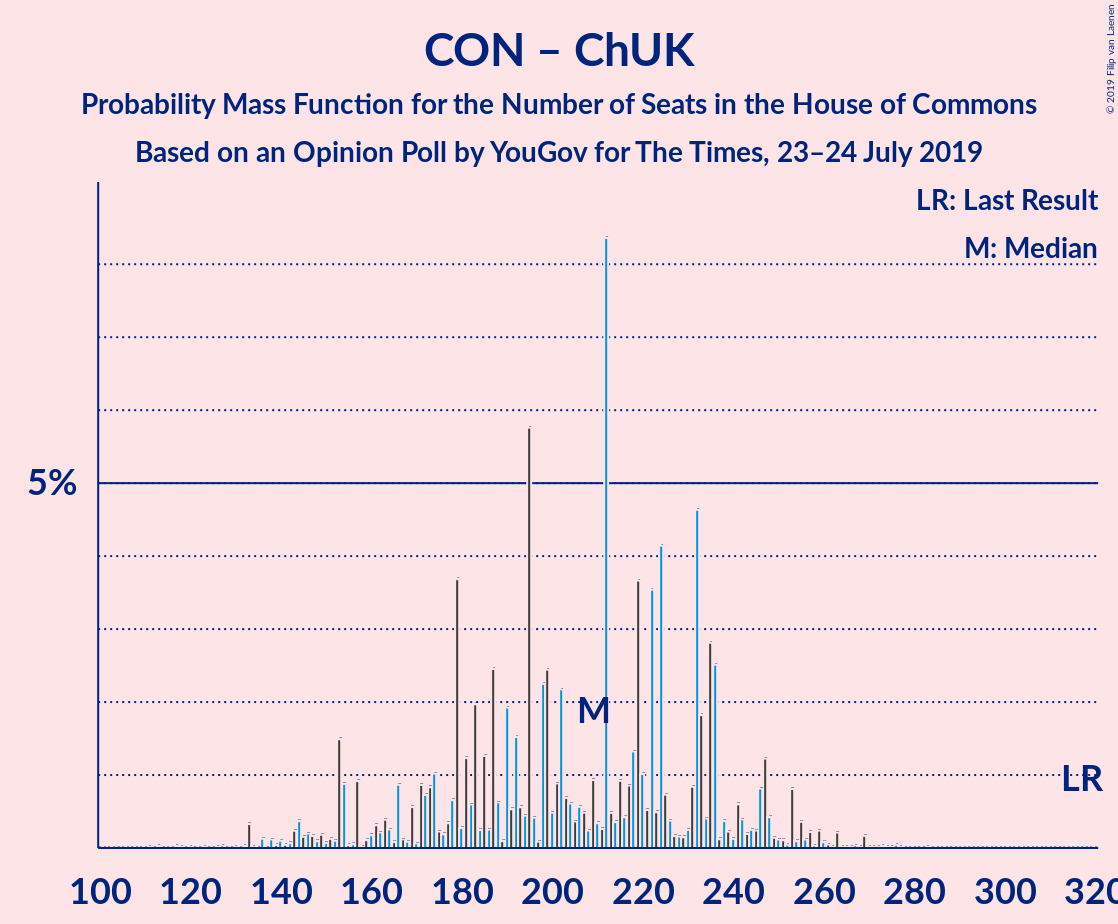 CON – ChUK
Probability Mass Function for the Number of Seats in the House of Commons
Based on an Opinion Poll by YouGov for The Times, 23–24 July 2019
© 2019 Filip van Laenen
LR: Last Result
M: Median
5%
M
LR
100 120 140 160 180 200 220 240 260 280 300 320